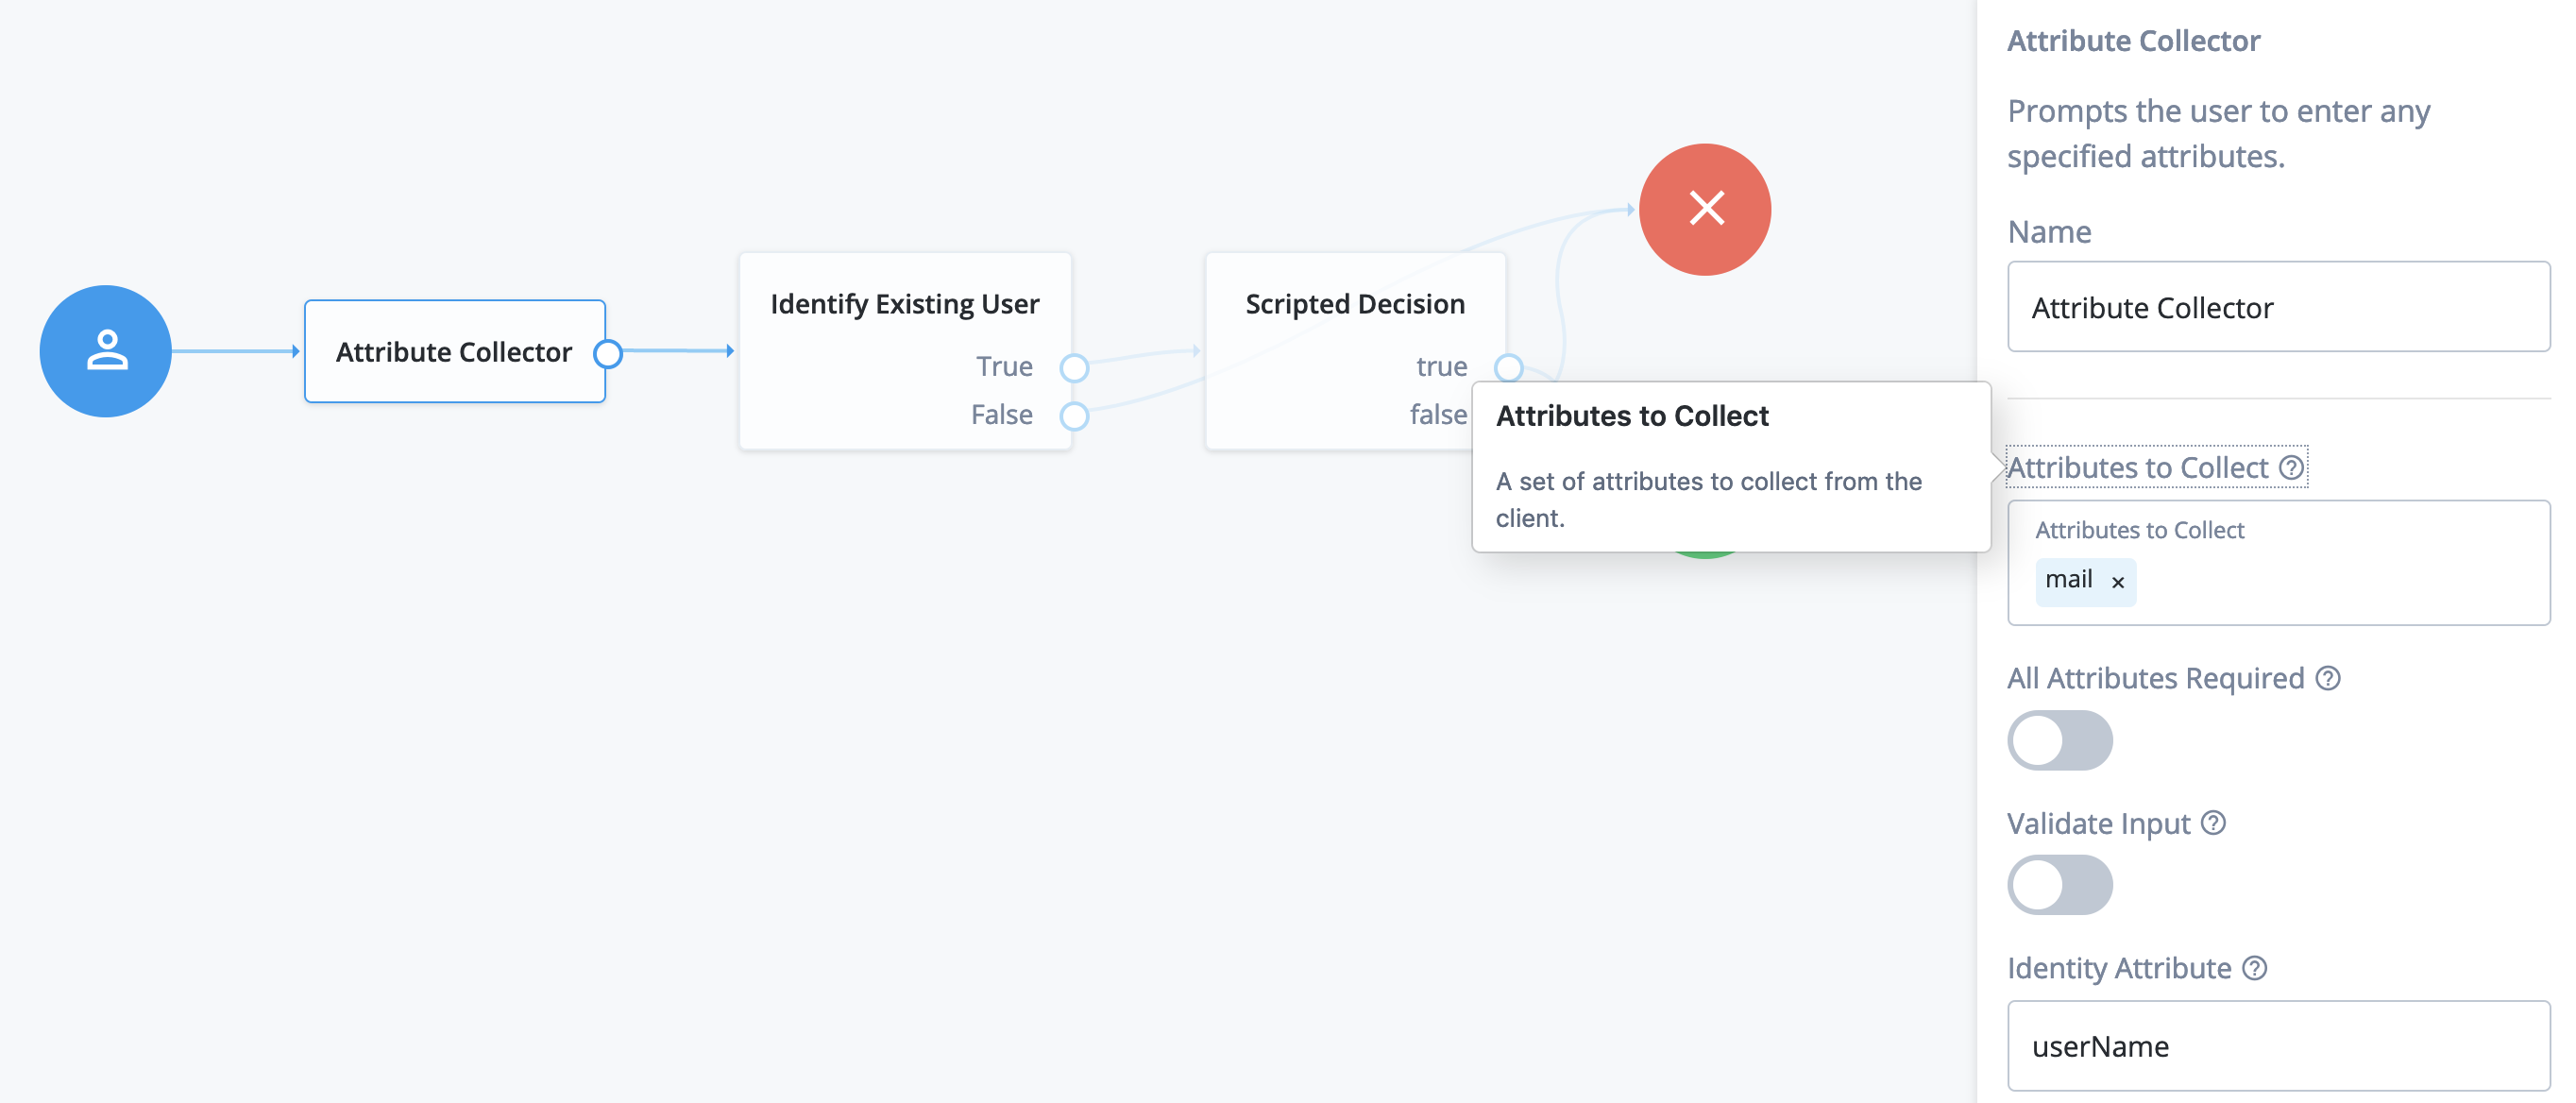 Attribute Collector
Identify Existing User
True
False
Scripted Decision
true
false
Attributes to Collect
A set of attributes to collect from the
client.
Attribute Collector
Prompts the user to enter any
specified attributes.
Name
Attribute Collector
Attributes to Collect
Attributes to Collect
mail ×
All Attributes Required
Validate Input
Identity Attribute
userName